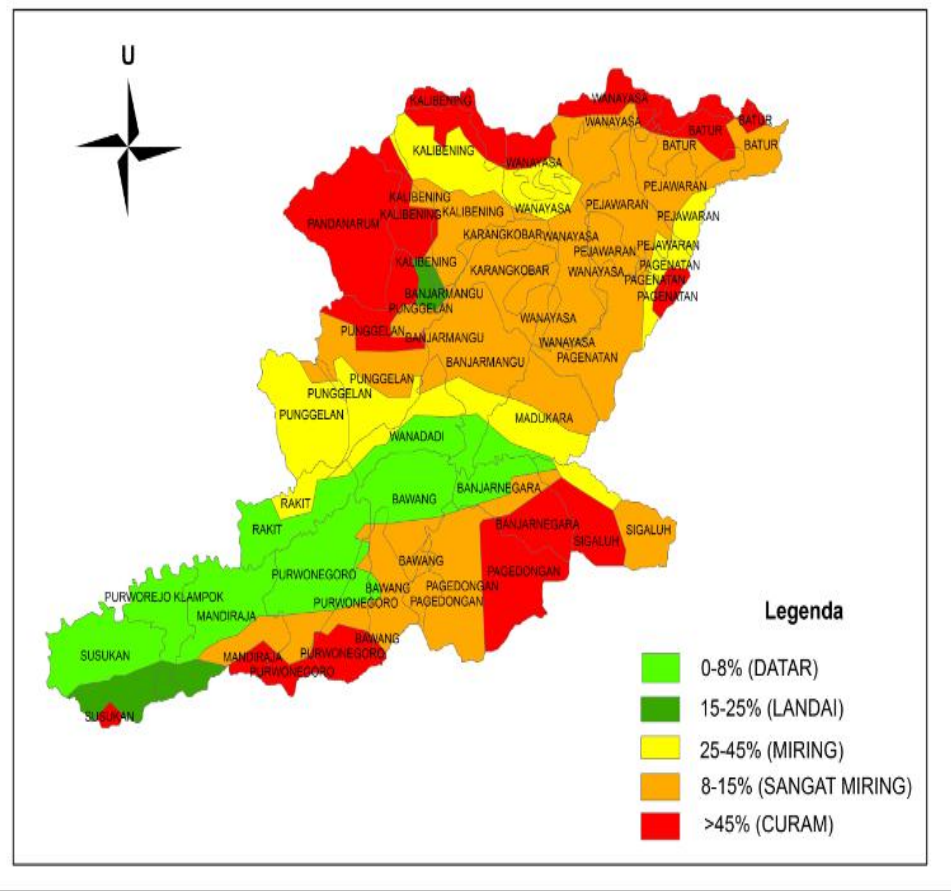 U
KALIBENING
WANAYASA
WANAYASA
BATUR
BATUR
BATUR
BATUR
KALIBENING
WANAYASA
PEJAWARAN
KALIBENING
PANDANARUM
KALIBENING
KALIBENING
WANAYASA
PEJAWARAN
PEJAWARAN
KARANGKOBAR
WANAYASA
PEJAWARAN
PEJAWARAN
KALIBENING
KARANGKOBAR
WANAYASA
PAGENATAN
PAGENATAN
PAGENATAN
BANJARMANGU
PUNGGELAN
WANAYASA
PUNGGELAN
BANJARMANGU
WANAYASA
PAGENATAN
BANJARMANGU
PUNGGELAN
PUNGGELAN
PUNGGELAN
MADUKARA
WANADADI
BANJARNEGARA
BAWANG
RAKIT
RAKIT
BANJARNEGARA
SIGALUH
SIGALUH
BAWANG
PAGEDONGAN
PURWONEGORO
BAWANG
PAGEDONGAN
PURWOREJO KLAMPOK
PURWONEGORO
PAGEDONGAN
MANDIRAJA
BAWANG
SUSUKAN
MANDIRAJA
PURWONEGORO
PURWONEGORO
SUSUKAN
Legenda
0-8% (DATAR)
15-25% (LANDAI)
25-45% (MIRING)
8-15% (SANGAT MIRING)
>45% (CURAM)